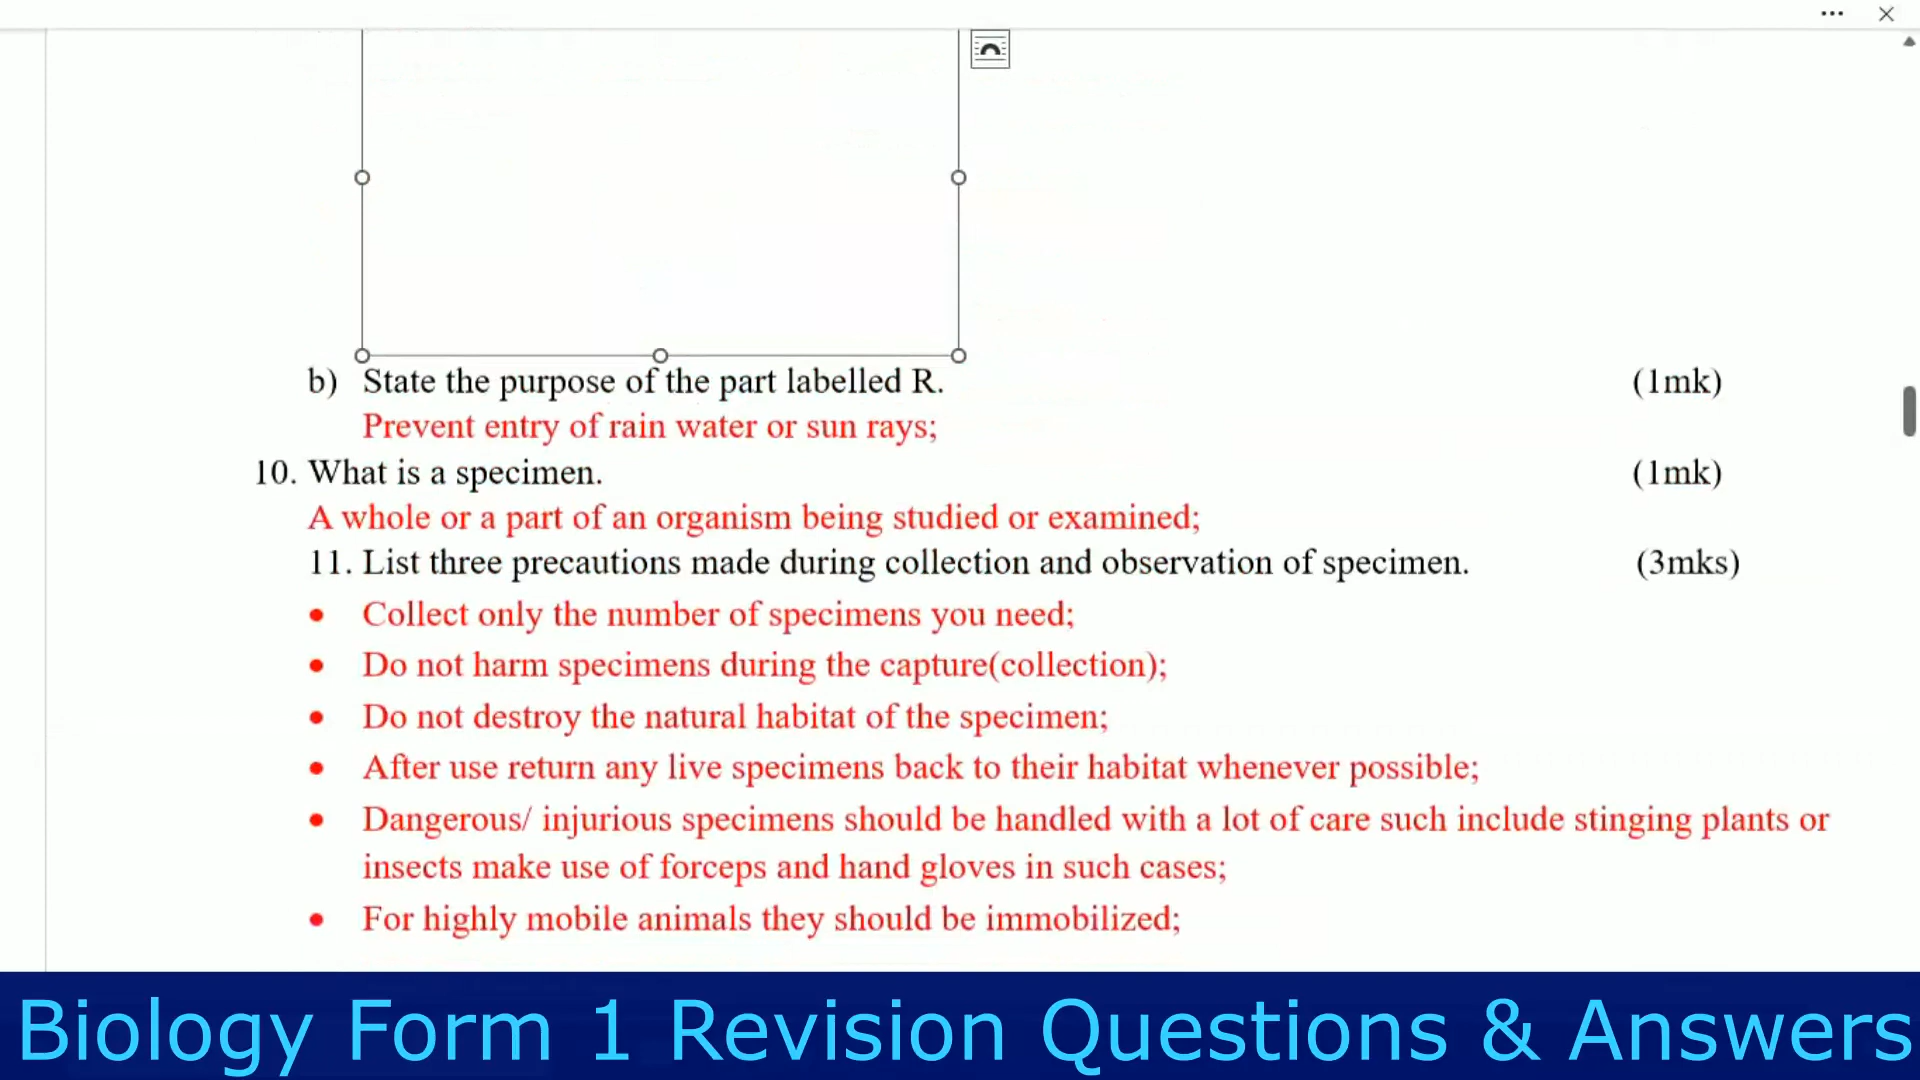 b) State the purpose of the part labelled R. (1mk)
Prevent entry of rain water or sun rays;
10. What is a specimen. (1mk)
A whole or a part of an organism being studied or examined;
11. List three precautions made during collection and observation of specimen. (3mks)
• Collect only the number of specimens you need;
• Do not harm specimens during the capture(collection);
• Do not destroy the natural habitat of the specimen;
• After use return any live specimens back to their habitat whenever possible;
• Dangerous/ injurious specimens should be handled with a lot of care such include stinging plants or
insects make use of forceps and hand gloves in such cases;
• For highly mobile animals they should be immobilized;
Biology Form 1 Revision Questions & Answers